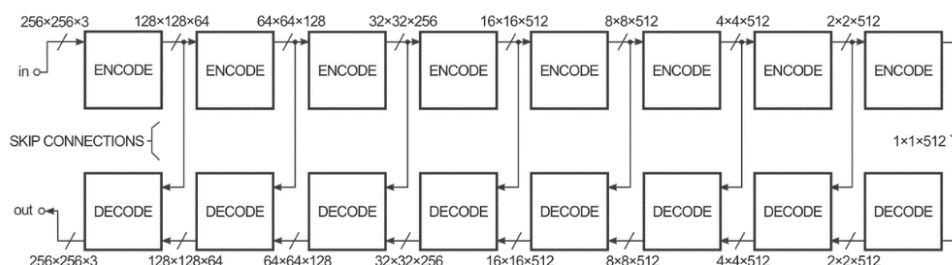 256×256×3 128×128×64 64×64×128 32×32×256 16×16×512 8×8×512 4×4×512 2×2×512
in ENCODE ENCODE ENCODE ENCODE ENCODE ENCODE ENCODE ENCODE
SKIP CONNECTIONS 1×1×512
out DECODE DECODE DECODE DECODE DECODE DECODE DECODE DECODE
256×256×3 128×128×64 64×64×128 32×32×256 16×16×512 8×8×512 4×4×512 2×2×512